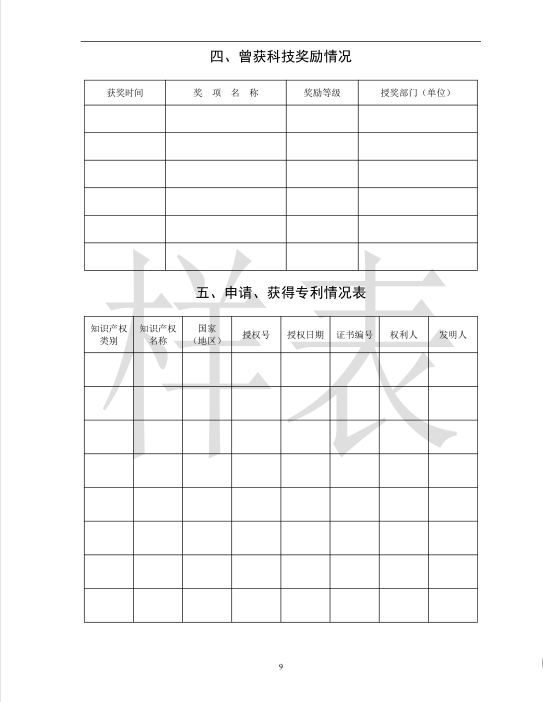 四、曾获科技奖励情况
获奖时间 奖 项 名 称 奖励等级 授奖部门（单位）
五、申请、获得专利情况表
知识产权类别 知识产权名称 国家（地区） 授权号 授权日期 证书编号 权利人 发明人
样表
9